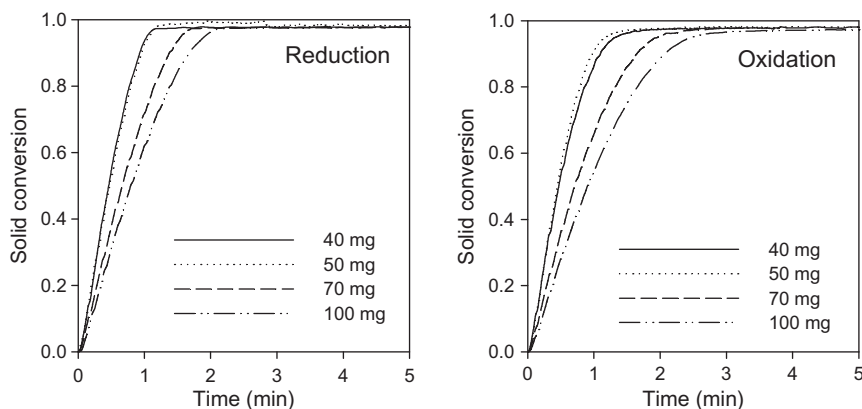 1.0
0.8
0.6
0.4
0.2
0.0
Solid conversion
Reduction
40 mg
50 mg
70 mg
100 mg
0 1 2 3 4 5
Time (min)
1.0
0.8
0.6
0.4
0.2
0.0
Solid conversion
Oxidation
40 mg
50 mg
70 mg
100 mg
0 1 2 3 4 5
Time (min)